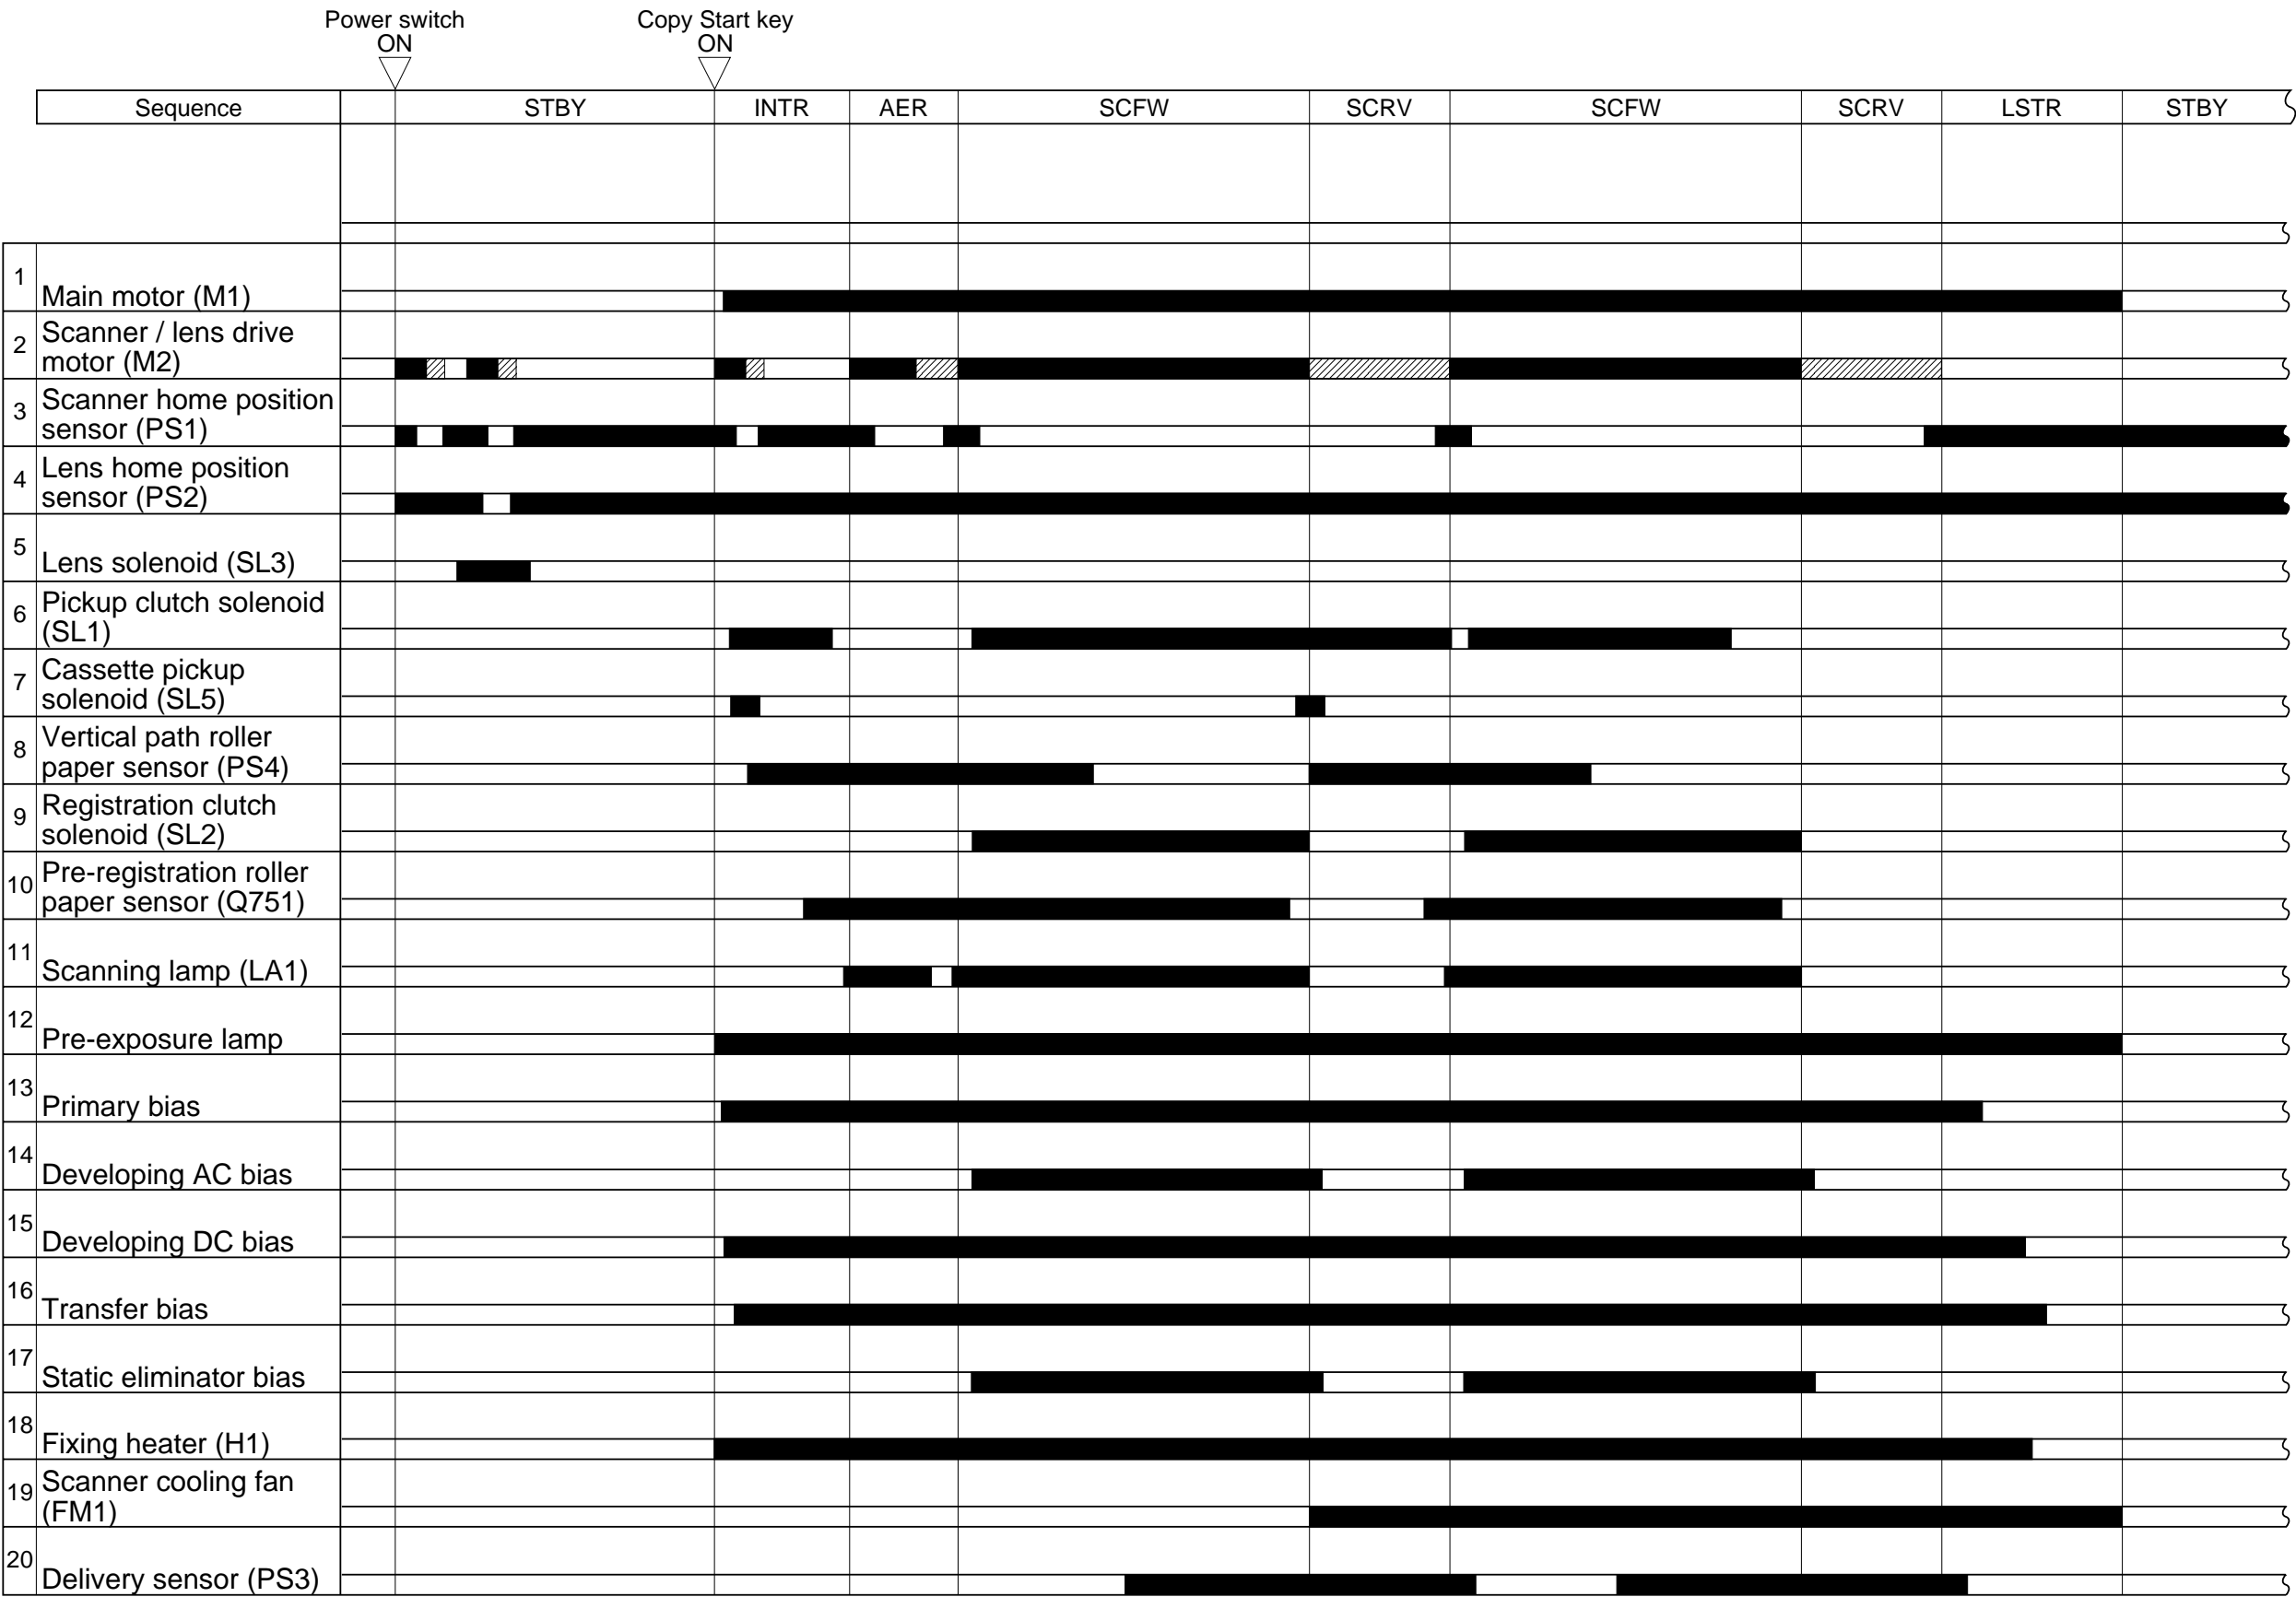 Power switch
ON
Copy Start key
ON
Sequence STBY INTR AER SCFW SCRV SCFW SCRV LSTR STBY
1 Main motor (M1)
2 Scanner / lens drive
motor (M2)
3 Scanner home position
sensor (PS1)
4 Lens home position
sensor (PS2)
5 Lens solenoid (SL3)
6 Pickup clutch solenoid
(SL1)
7 Cassette pickup
solenoid (SL5)
8 Vertical path roller
paper sensor (PS4)
9 Registration clutch
solenoid (SL2)
10 Pre-registration roller
paper sensor (Q751)
11 Scanning lamp (LA1)
12 Pre-exposure lamp
13 Primary bias
14 Developing AC bias
15 Developing DC bias
16 Transfer bias
17 Static eliminator bias
18 Fixing heater (H1)
19 Scanner cooling fan
(FM1)
20 Delivery sensor (PS3)